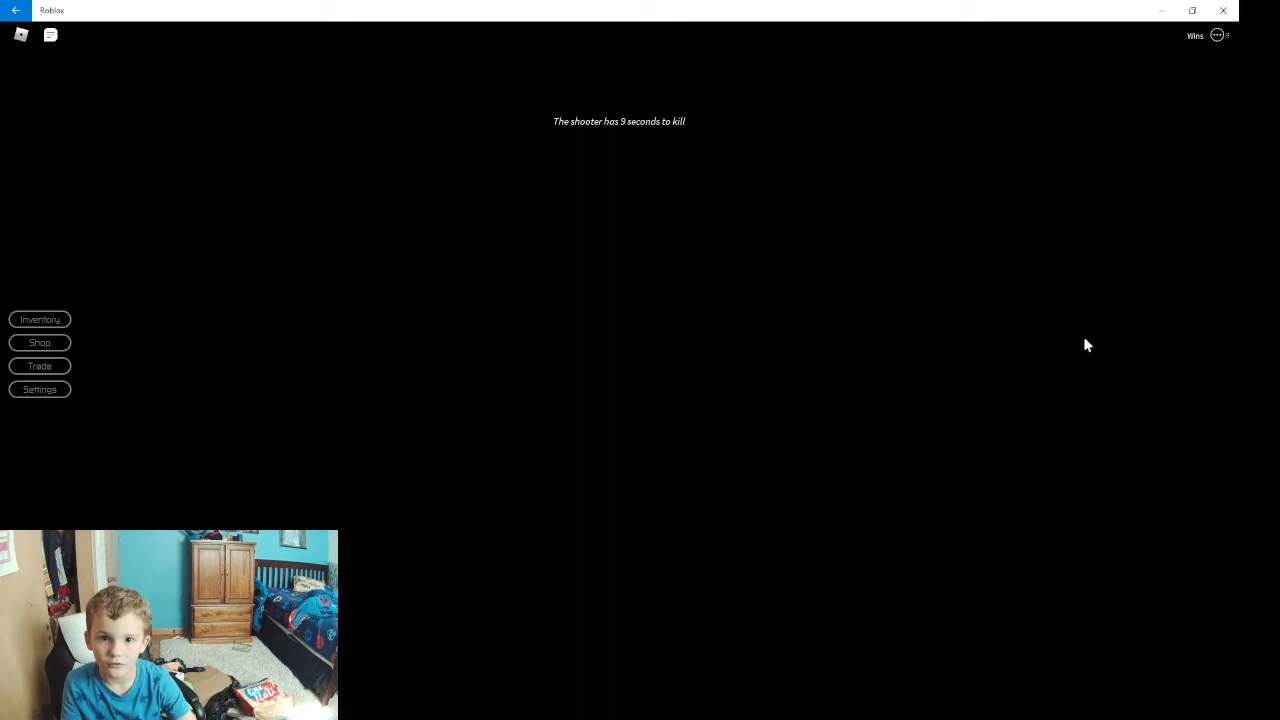 Roblox
Wins
The shooter has 9 seconds to kill
Inventory
Shop
Trade
Settings